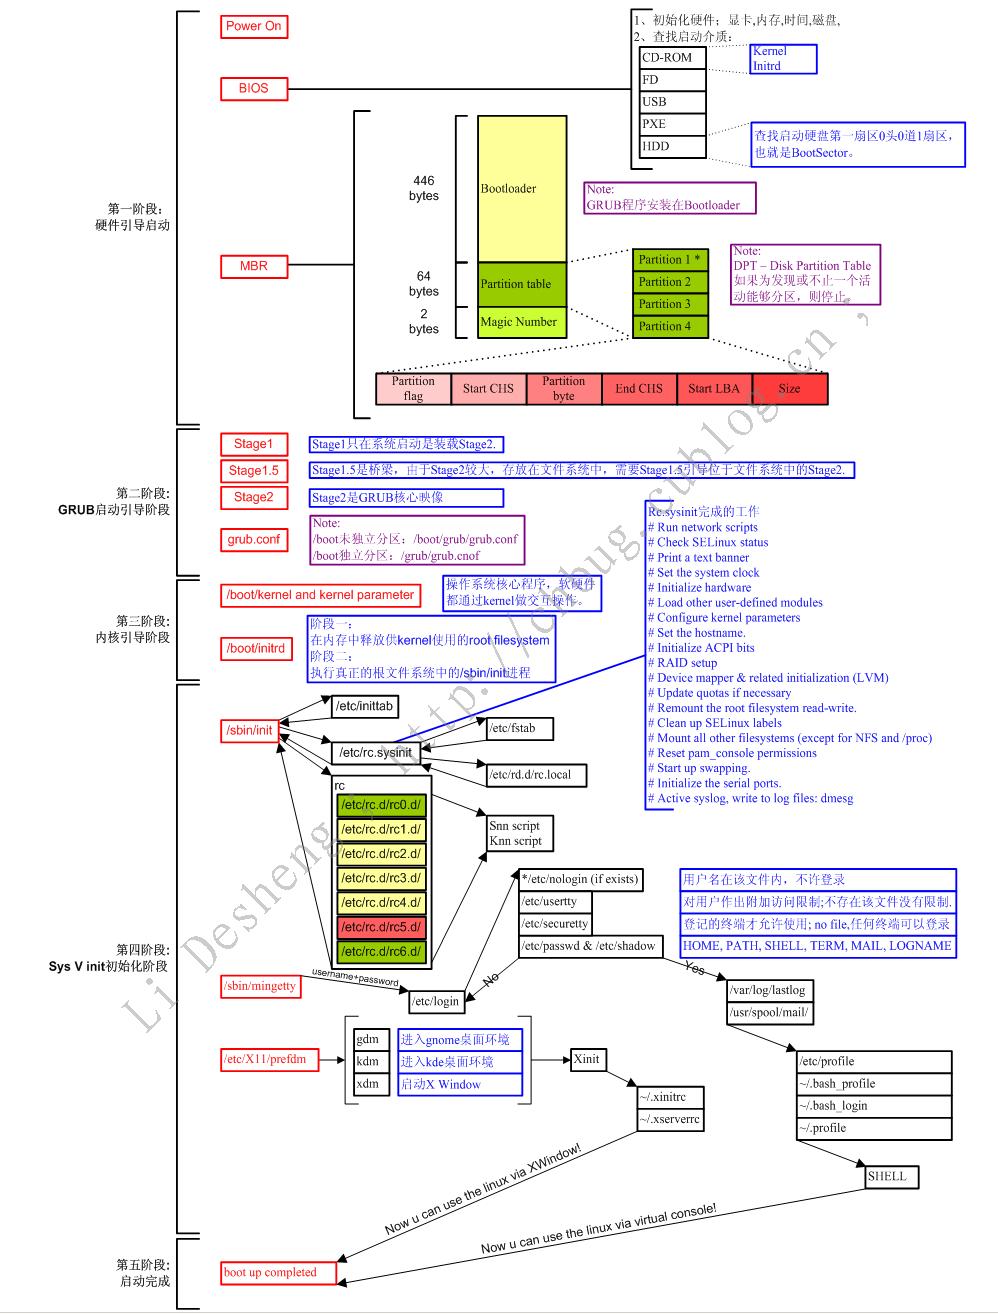 Power On
BIOS
1、初始化硬件；显卡,内存,时间,磁盘,
2、查找启动介质：
CD-ROM
FD
USB
PXE
HDD
Kernel
Initrd
查找启动硬盘第一扇区0头0道1扇区，
也就是BootSector。
第一阶段：
硬件引导启动
MBR
446
bytes
64
bytes
2
bytes
Bootloader
Partition table
Magic Number
Note:
GRUB程序安装在Bootloader
Partition 1 *
Partition 2
Partition 3
Partition 4
Note:
DPT – Disk Partition Table
如果为发现或不止一个活
动能够分区，则停止
Partition
flag
Start CHS
Partition
byte
End CHS
Start LBA
Size
第二阶段:
GRUB启动引导阶段
Stage1
Stage1只在系统启动是装载Stage2.
Stage1.5
Stage1.5是桥梁，由于Stage2较大，存放在文件系统中，需要Stage1.5引导位于文件系统中的Stage2.
Stage2
Stage2是GRUB核心映像
grub.conf
Note:
/boot未独立分区：/boot/grub/grub.conf
/boot独立分区：/grub/grub.cnof
第三阶段：
内核引导阶段
/boot/kernel and kernel parameter
操作系统核心程序，软硬件
都通过kernel做交互操作。
/boot/initrd
阶段一：
在内存中释放供kernel使用的root filesystem
阶段二：
执行真正的根文件系统中的/sbin/init进程
Rc.sysinit完成的工作
# Run network scripts
# Check SELinux status
# Print a text banner
# Set the system clock
# Initialize hardware
# Load other user-defined modules
# Configure kernel parameters
# Set the hostname.
# Initialize ACPI bits
# RAID setup
# Device mapper & related initialization (LVM)
# Update quotas if necessary
# Remount the root filesystem read-write.
# Clean up SELinux labels
# Mount all other filesystems (except for NFS and /proc)
# Reset pam_console permissions
# Start up swapping.
# Initialize the serial ports.
# Active syslog, write to log files: dmesg
第四阶段:
Sys V init初始化阶段
/sbin/init
/etc/inittab
/etc/rc.sysinit
/etc/fstab
/etc/rd.d/rc.local
rc
/etc/rc.d/rc0.d/
/etc/rc.d/rc1.d/
/etc/rc.d/rc2.d/
/etc/rc.d/rc3.d/
/etc/rc.d/rc4.d/
/etc/rc.d/rc5.d/
/etc/rc.d/rc6.d/
Snn script
Knn script
*/etc/nologin (if exists)
/etc/usertty
/etc/securetty
/etc/passwd & /etc/shadow
用户名在该文件内，不许登录
对用户作出附加访问限制;不存在该文件没有限制.
登记的终端才允许使用; no file,任何终端可以登录
HOME, PATH, SHELL, TERM, MAIL, LOGNAME
/sbin/mingetty
username+password
/etc/login
No
Yes
/var/log/lastlog
/usr/spool/mail/
/etc/X11/prefdm
gdm
进入gnome桌面环境
kdm
进入kde桌面环境
xdm
启动X Window
Xinit
~/.xinitrc
~/.xserverrc
/etc/profile
~/.bash_profile
~/.bash_login
~/.profile
SHELL
Now u can use the linux via XWindow!
Now u can use the linux via virtual console!
第五阶段:
启动完成
boot up completed
Li Desheng , http://chbug.cublog.cn ;